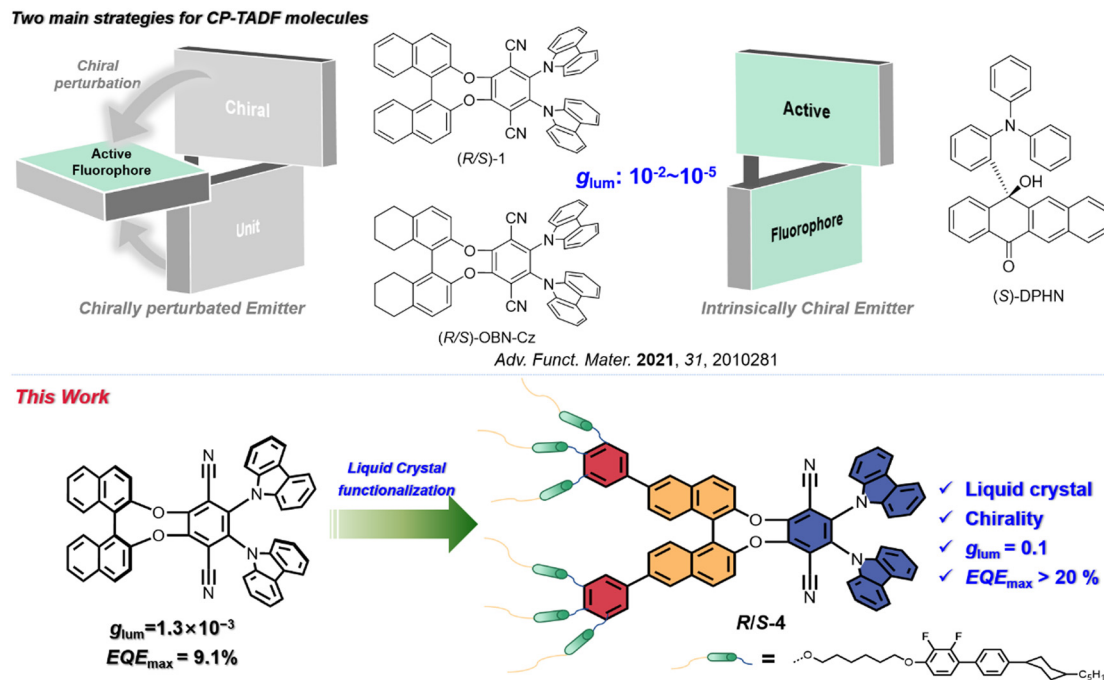 Two main strategies for CP-TADF molecules
Chiral
perturbation
Chiral
Active
Fluorophore
Unit
Chirally perturbated Emitter
CN
O
N
O
N
CN
(R/S)-1
CN
O
N
O
N
CN
(R/S)-OBN-Cz
glum: 10-2~10-5
Active
Fluorophore
Intrinsically Chiral Emitter
N
OH
O
(S)-DPHN
Adv. Funct. Mater. 2021, 31, 2010281
This Work
N
O
N
O
N
N
glum=1.3×10-3
EQEmax = 9.1%
Liquid Crystal
functionalization
N
O
N
O
N
N
R/S-4
✓ Liquid crystal
✓ Chirality
✓ glum = 0.1
✓ EQEmax > 20 %
=
O
O
F
F
C5H1